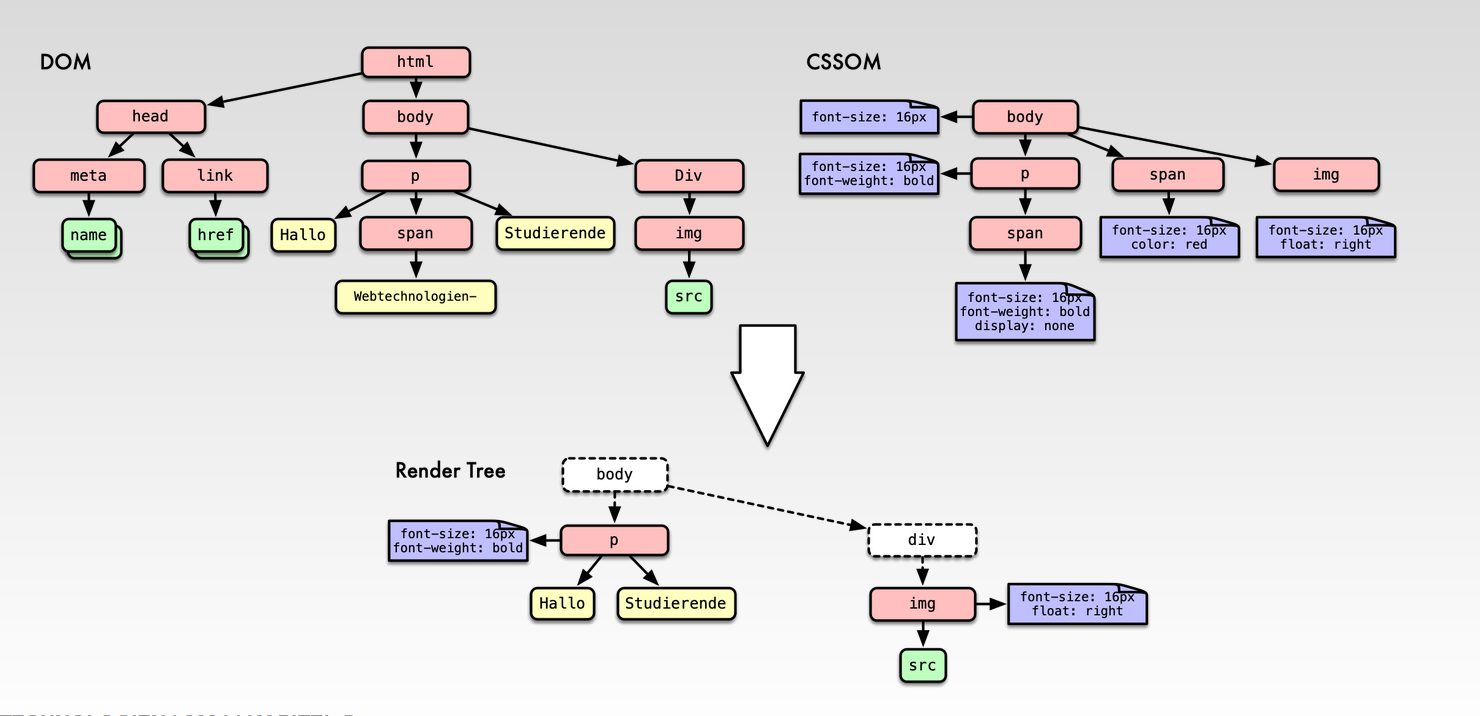 DOM
html
head
body
meta
link
p
Div
name
href
Hallo
span
Studierende
img
Webtechnologien-
src
CSSOM
font-size: 16px
body
font-size: 16px
font-weight: bold
p
span
img
span
font-size: 16px
color: red
font-size: 16px
float: right
font-size: 16px
font-weight: bold
display: none
Render Tree
body
font-size: 16px
font-weight: bold
p
div
Hallo
Studierende
img
font-size: 16px
float: right
src